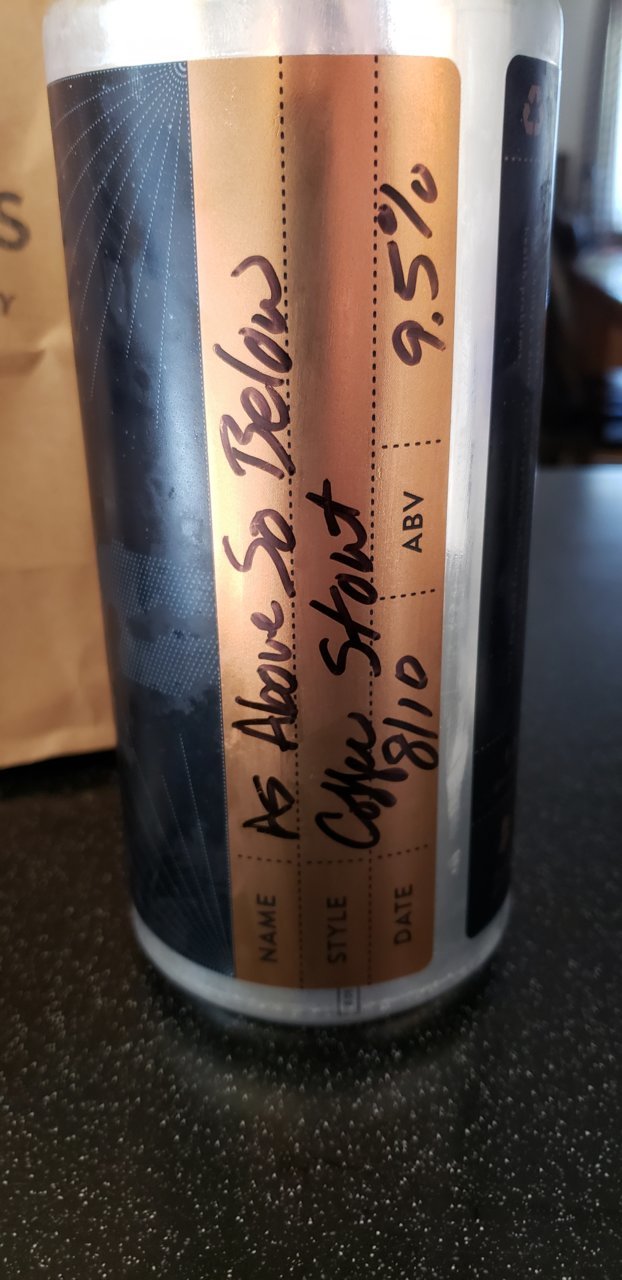 NAME As Above So Below
STYLE Coffee Stout
DATE 8/10 ABV 9.5%
S
Y